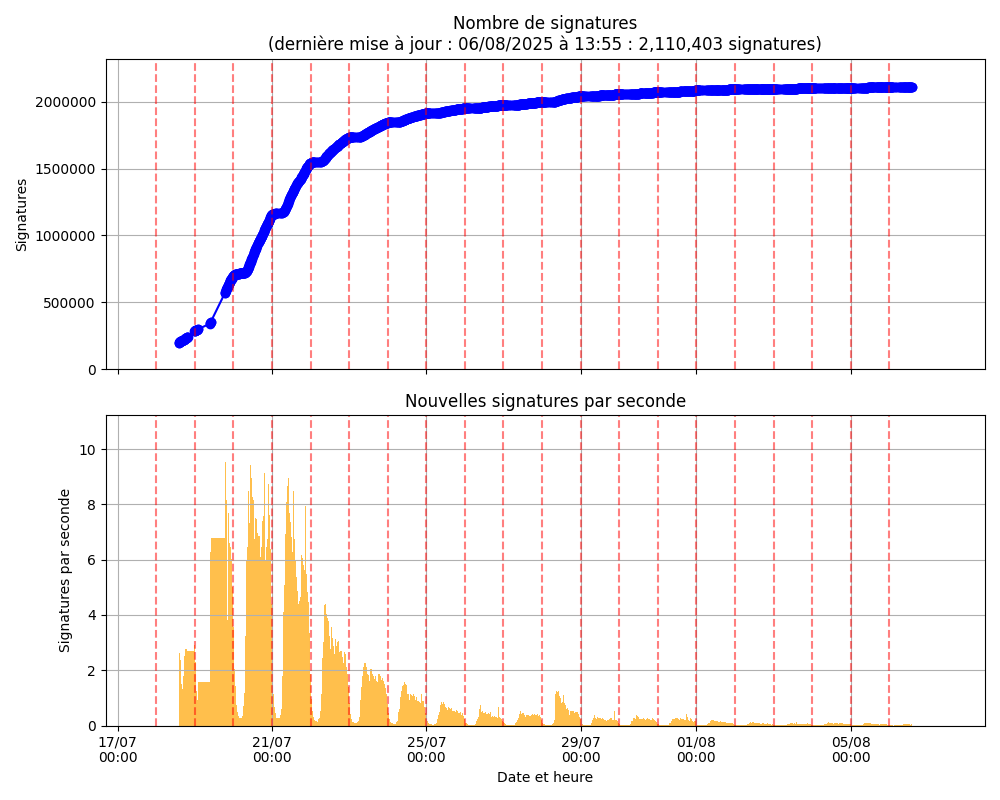 Nombre de signatures
(dernière mise à jour : 06/08/2025 à 13:55 : 2,110,403 signatures)
Signatures
2000000
1500000
1000000
500000
0
Nouvelles signatures par seconde
Signatures par seconde
10
8
6
4
2
0
17/07 21/07 25/07 29/07 01/08 05/08
00:00 00:00 00:00 00:00 00:00 00:00
Date et heure